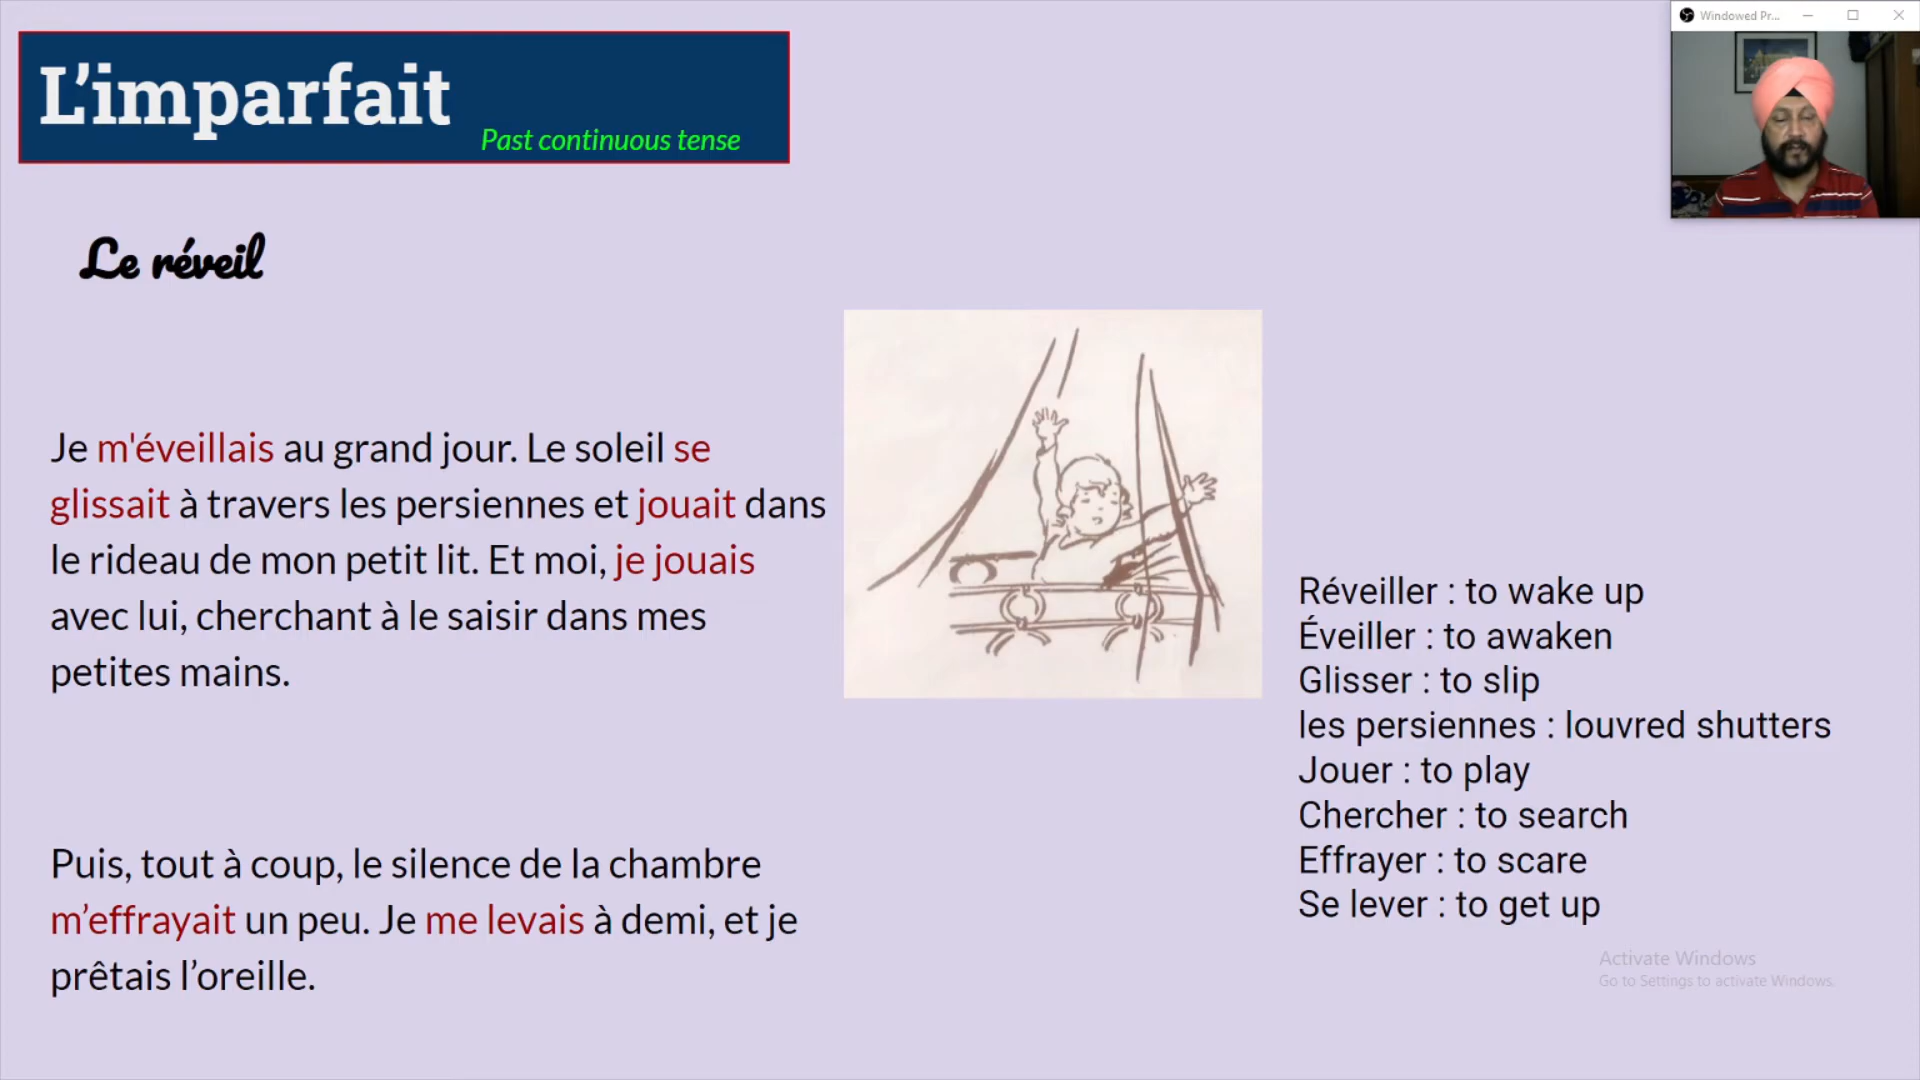 L’imparfait
Past continuous tense
Windowed Pr...
Le réveil
Je m'éveillais au grand jour. Le soleil se
glissait à travers les persiennes et jouait dans
le rideau de mon petit lit. Et moi, je jouais
avec lui, cherchant à le saisir dans mes
petites mains.
Puis, tout à coup, le silence de la chambre
m’effrayait un peu. Je me levais à demi, et je
prêtais l’oreille.
Réveiller : to wake up
Éveiller : to awaken
Glisser : to slip
les persiennes : louvred shutters
Jouer : to play
Chercher : to search
Effrayer : to scare
Se lever : to get up
Activate Windows
Go to Settings to activate Windows.